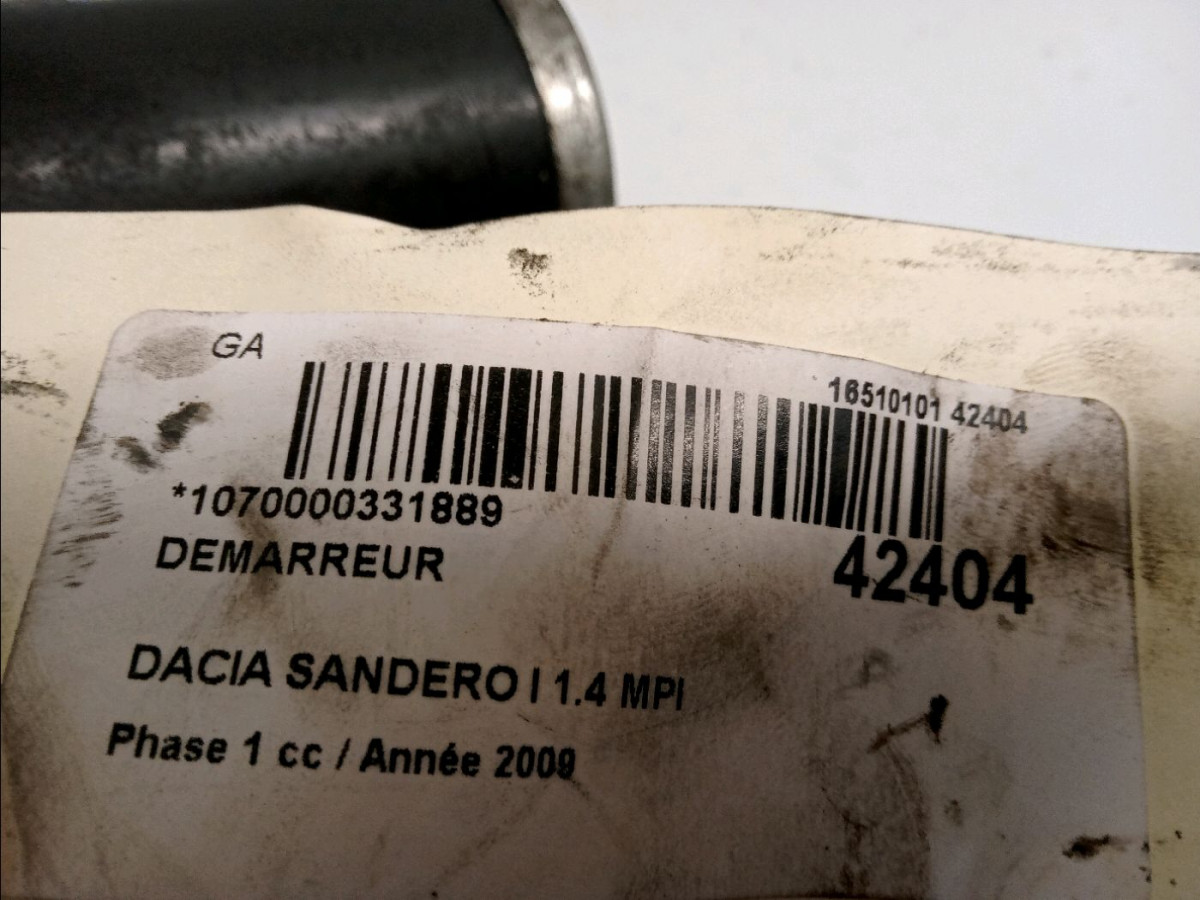 GA
16510101 42404
*1070000331889
DEMARREUR
42404
DACIA SANDERO I 1.4 MPI
Phase 1 cc / Année 2009